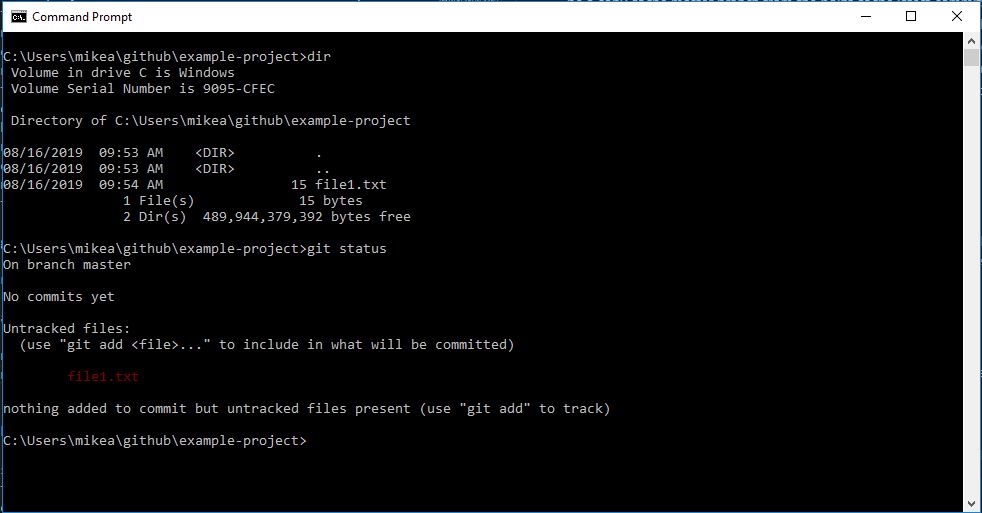 Command Prompt
C:\Users\mikea\github\example-project>dir
 Volume in drive C is Windows
 Volume Serial Number is 9095-CFEC
 Directory of C:\Users\mikea\github\example-project
08/16/2019  09:53 AM    <DIR>          .
08/16/2019  09:53 AM    <DIR>          ..
08/16/2019  09:54 AM                15 file1.txt
               1 File(s)             15 bytes
               2 Dir(s)  489,944,379,392 bytes free
C:\Users\mikea\github\example-project>git status
On branch master
No commits yet
Untracked files:
  (use "git add <file>..." to include in what will be committed)
        file1.txt
nothing added to commit but untracked files present (use "git add" to track)
C:\Users\mikea\github\example-project>